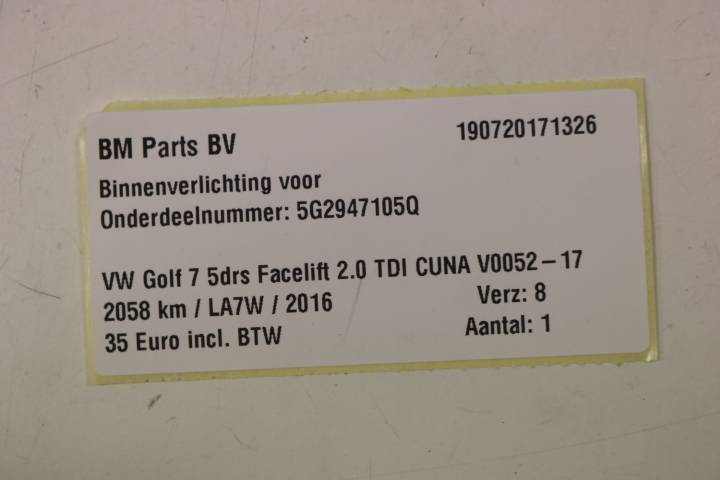 BM Parts BV 190720171326
Binnenverlichting voor
Onderdeelnummer: 5G2947105Q
VW Golf 7 5drs Facelift 2.0 TDI CUNA V0052-17
2058 km / LA7W / 2016 Verz: 8
35 Euro incl. BTW Aantal: 1